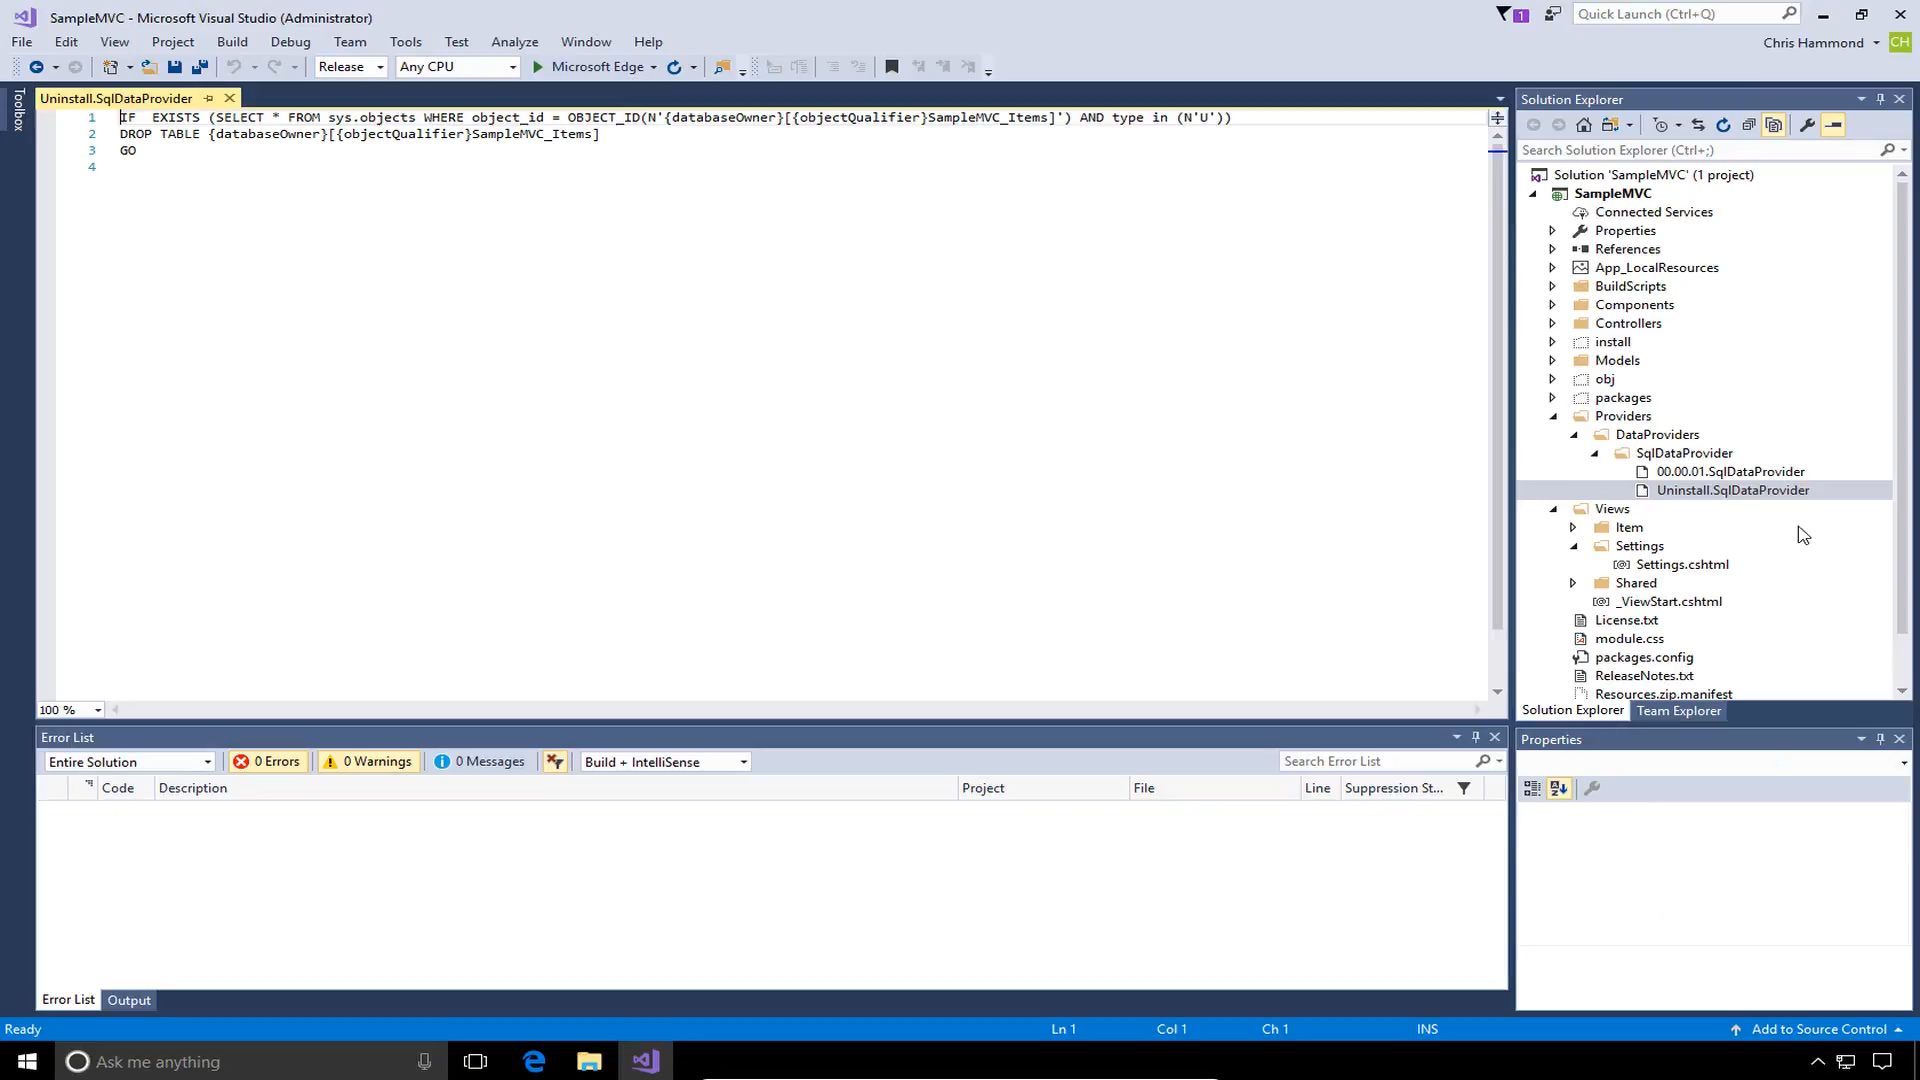 SampleMVC - Microsoft Visual Studio (Administrator)
1
Quick Launch (Ctrl+Q)
File Edit View Project Build Debug Team Tools Test Analyze Window Help
Chris Hammond CH
Release Any CPU Microsoft Edge
Toolbox
Uninstall.SqlDataProvider
1 IF  EXISTS (SELECT * FROM sys.objects WHERE object_id = OBJECT_ID(N'{databaseOwner}[{objectQualifier}SampleMVC_Items]') AND type in (N'U'))
2 DROP TABLE {databaseOwner}[{objectQualifier}SampleMVC_Items]
3 GO
4
100 %
Solution Explorer
Search Solution Explorer (Ctrl+;)
Solution 'SampleMVC' (1 project)
SampleMVC
Connected Services
Properties
References
App_LocalResources
BuildScripts
Components
Controllers
install
Models
obj
packages
Providers
DataProviders
SqlDataProvider
00.00.01.SqlDataProvider
Uninstall.SqlDataProvider
Views
Item
Settings
Settings.cshtml
Shared
_ViewStart.cshtml
License.txt
module.css
packages.config
ReleaseNotes.txt
Resources.zip.manifest
Solution Explorer Team Explorer
Error List
Entire Solution 0 Errors 0 Warnings 0 Messages Build + IntelliSense Search Error List
Code Description Project File Line Suppression St...
Error List Output
Properties
Ready Ln 1 Col 1 Ch 1 INS Add to Source Control
Ask me anything